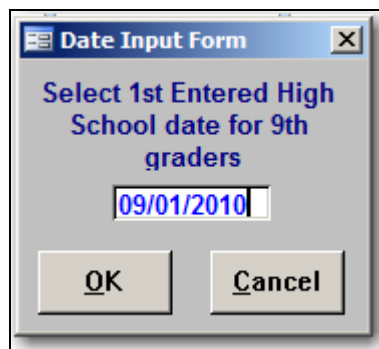 Date Input Form
Select 1st Entered High
School date for 9th
graders
09/01/2010
OK Cancel